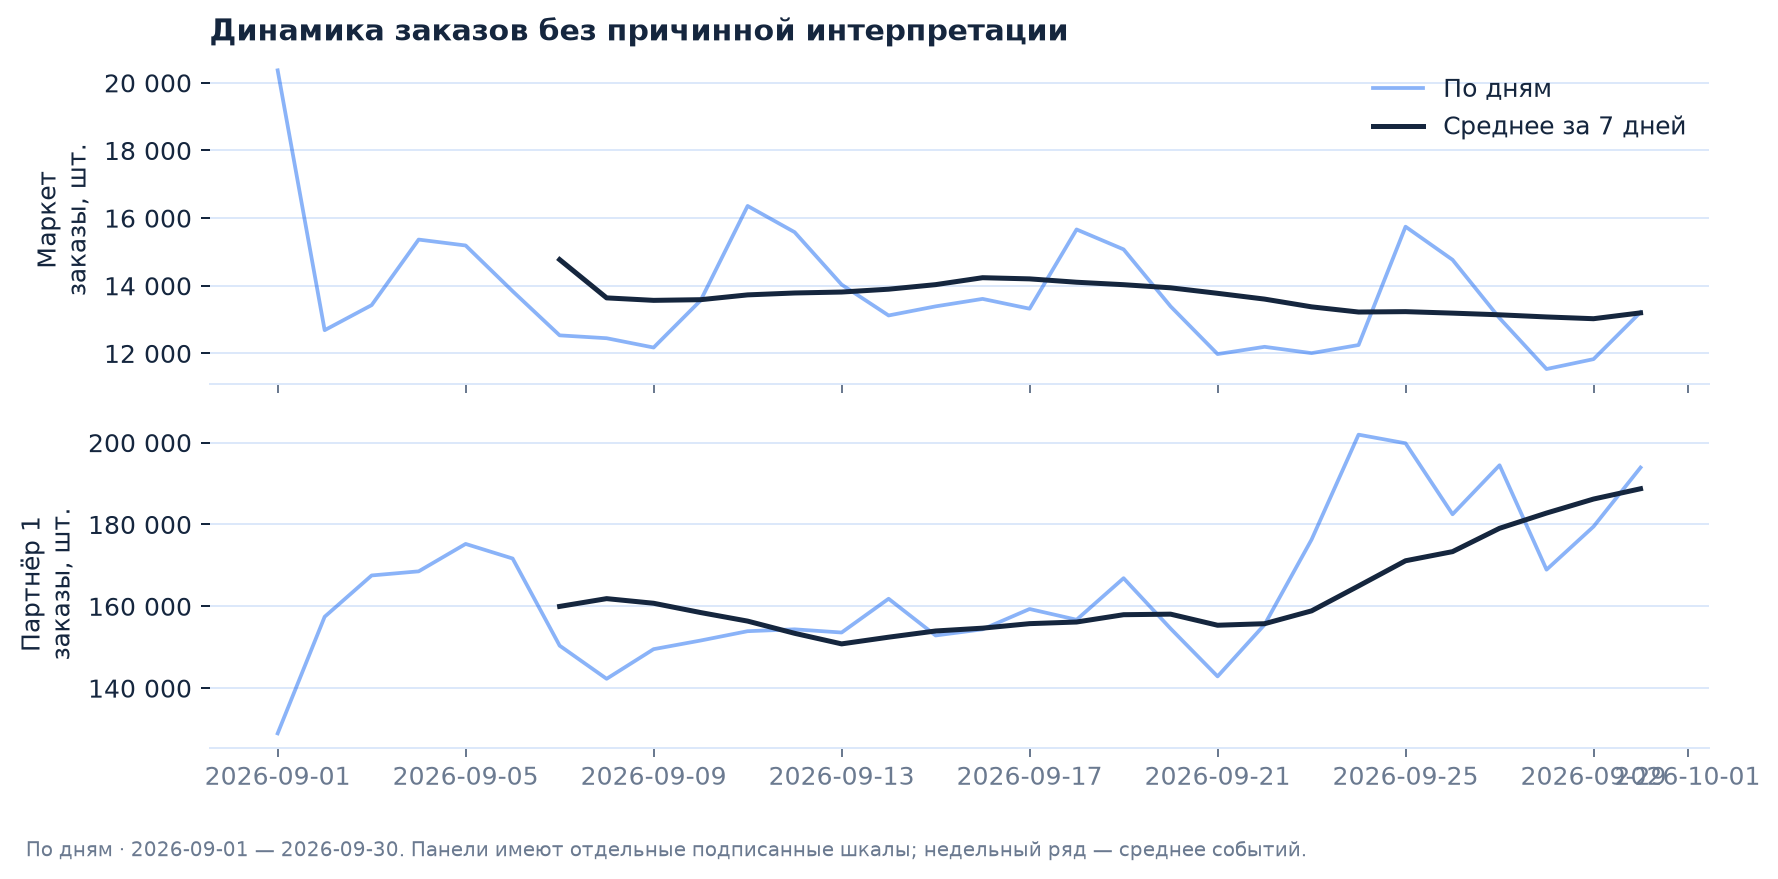 Динамика заказов без причинной интерпретации
По дням
Среднее за 7 дней
Маркет
заказы, шт.
20 000
18 000
16 000
14 000
12 000
Партнёр 1
заказы, шт.
200 000
180 000
160 000
140 000
2026-09-01 2026-09-05 2026-09-09 2026-09-13 2026-09-17 2026-09-21 2026-09-25 2026-09-29 2026-10-01
По дням · 2026-09-01 — 2026-09-30. Панели имеют отдельные подписанные шкалы; недельный ряд — среднее событий.